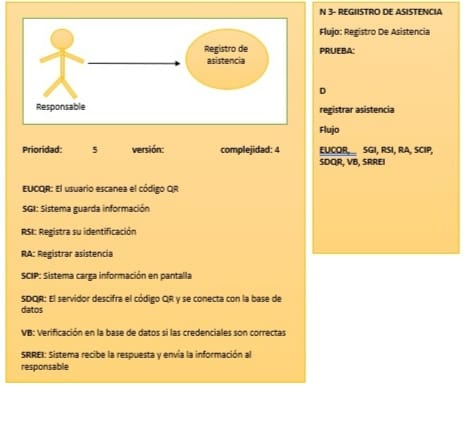 Registro de
asistencia
Responsable
Prioridad: 5 versión: complejidad: 4
EUCQR: El usuario escanea el código QR
SGI: Sistema guarda información
RSI: Registra su identificación
RA: Registrar asistencia
SCIP: Sistema carga información en pantalla
SDQR: El servidor descifra el código QR y se conecta con la base de
datos
VB: Verificación en la base de datos si las credenciales son correctas
SRREI: Sistema recibe la respuesta y envía la información al
responsable
N 3- REGIISTRO DE ASISTENCIA
Flujo: Registro De Asistencia
PRUEBA:
D
registrar asistencia
Flujo
EUCQR, SGI, RSI, RA, SCIP,
SDQR, VB, SRREI